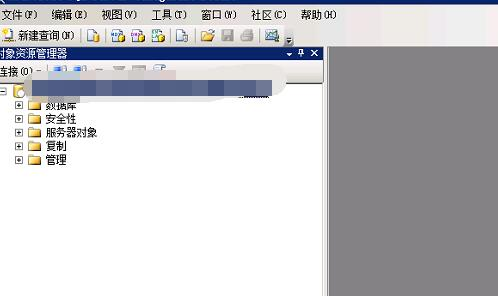 文件(F) 编辑(E) 视图(V) 工具(T) 窗口(W) 社区(C) 帮助(H)
新建查询(N)
对象资源管理器
连接(O)
数据库
安全性
服务器对象
复制
管理